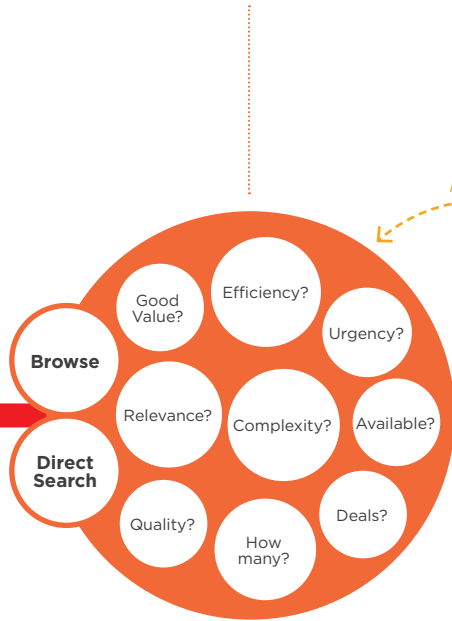 Good
Value?
Efficiency?
Urgency?
Browse
Relevance?
Complexity?
Available?
Direct
Search
Quality?
How
many?
Deals?